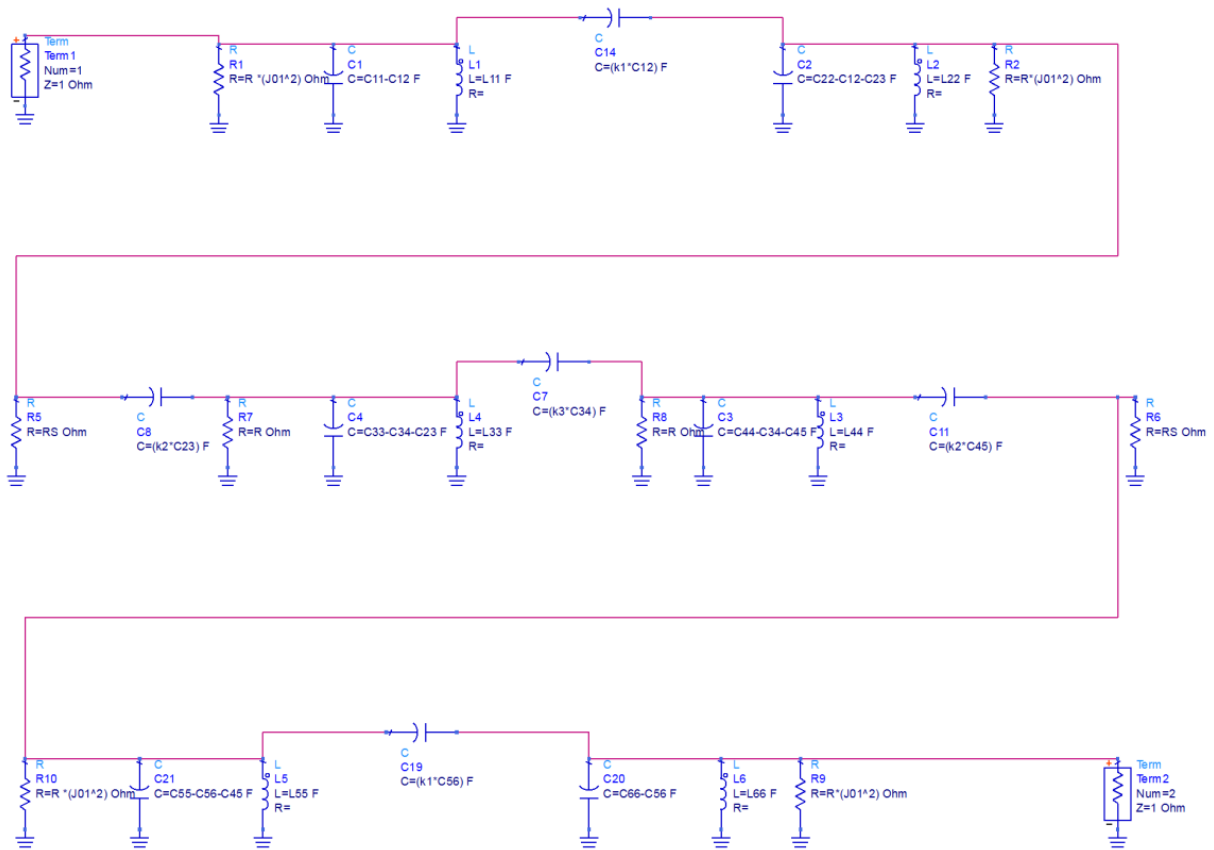 C
C14
C=(k1*C12) F
+
Term
Term1
Num=1
Z=1 Ohm
-
R
R1
R=R *(J01^2) Ohm
C
C1
C=C11-C12 F
L
L1
L=L11 F
R=
C
C2
C=C22-C12-C23 F
L
L2
L=L22 F
R=
R
R2
R=R*(J01^2) Ohm
C
C7
C=(k3*C34) F
R
R5
R=RS Ohm
C
C8
C=(k2*C23) F
R
R7
R=R Ohm
C
C4
C=C33-C34-C23 F
L
L4
L=L33 F
R=
R
R8
R=R Ohm
C
C3
C=C44-C34-C45 F
L
L3
L=L44 F
R=
C
C11
C=(k2*C45) F
R
R6
R=RS Ohm
C
C19
C=(k1*C56) F
R
R10
R=R *(J01^2) Ohm
C
C21
C=C55-C56-C45 F
L
L5
L=L55 F
R=
C
C20
C=C66-C56 F
L
L6
L=L66 F
R=
R
R9
R=R*(J01^2) Ohm
+
Term
Term2
Num=2
Z=1 Ohm
-